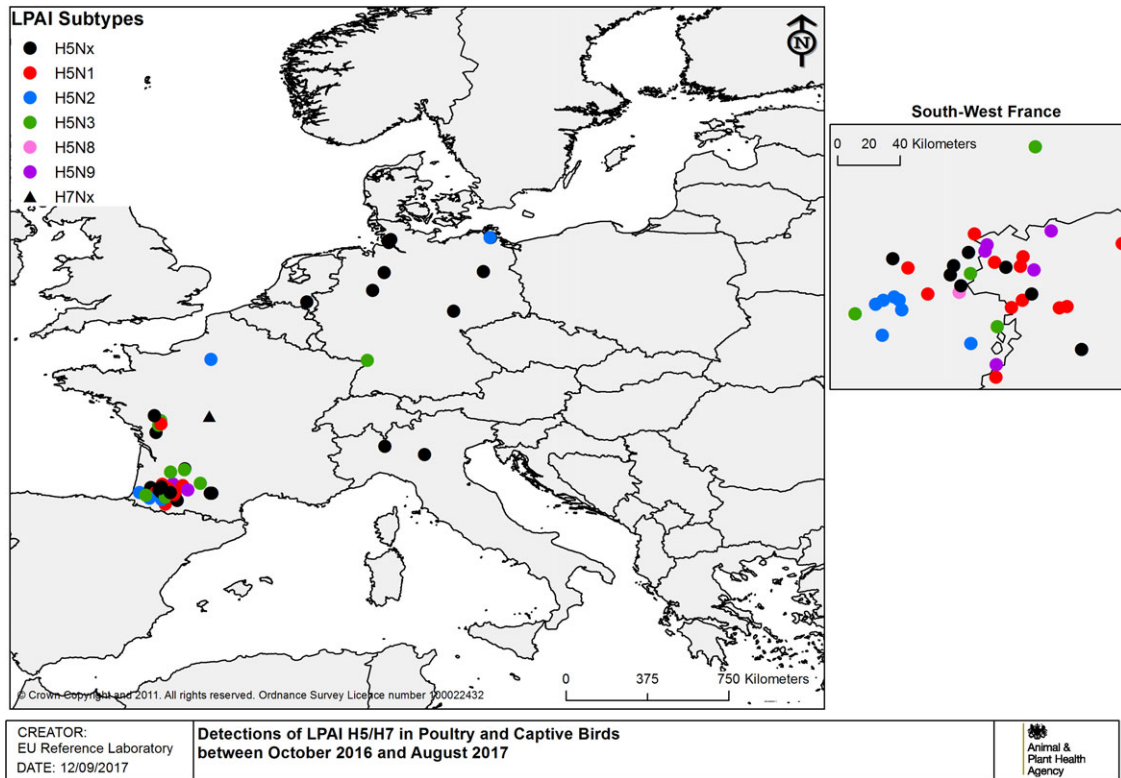 LPAI Subtypes
H5Nx
H5N1
H5N2
H5N3
H5N8
H5N9
H7Nx
N
South-West France
0 20 40 Kilometers
0 375 750 Kilometers
© Crown Copyright and 2011. All rights reserved. Ordnance Survey Licence number 100022432
CREATOR:
EU Reference Laboratory
DATE: 12/09/2017
Detections of LPAI H5/H7 in Poultry and Captive Birds
between October 2016 and August 2017
Animal &
Plant Health
Agency